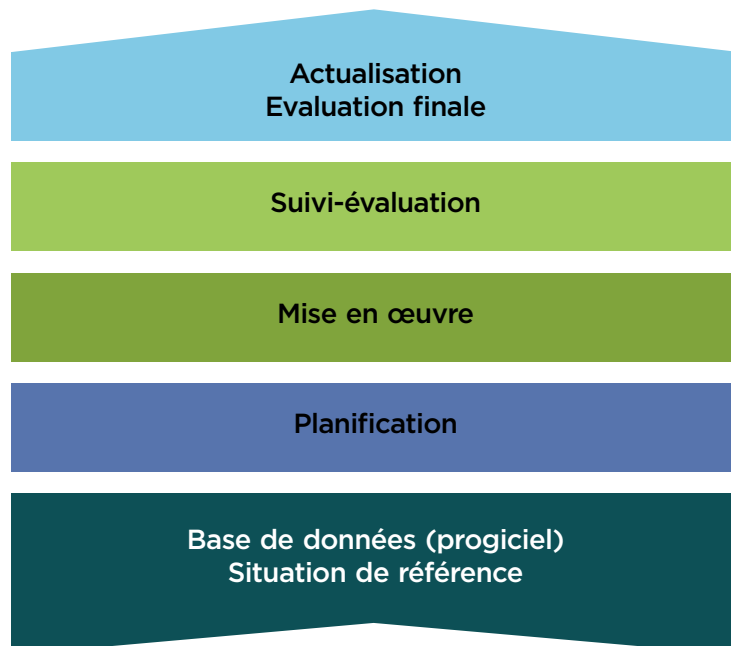 Actualisation
Evaluation finale
Suivi-évaluation
Mise en œuvre
Planification
Base de données (progiciel)
Situation de référence